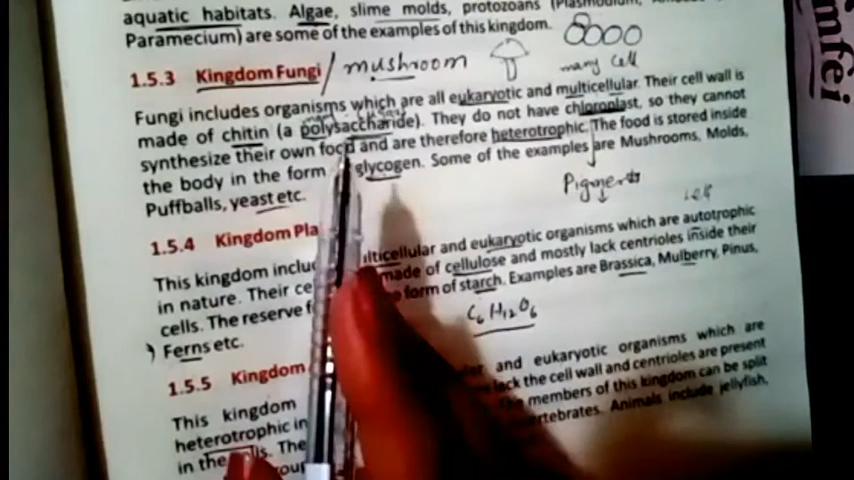 aquatic habitats. Algae, slime molds, protozoans
Paramecium) are some of the examples of this kingdom.
1.5.3 Kingdom Fungi / mushroom
many cell
Fungi includes organisms which are all eukaryotic and multicellular. Their cell wall is
made of chitin (a polysaccharide). They do not have chloroplast, so they cannot
synthesize their own food and are therefore heterotrophic. The food is stored inside
the body in the form glycogen. Some of the examples are Mushrooms, Molds,
Puffballs, yeast etc.
Pigments
1.5.4 Kingdom Pla
This kingdom inclu lticellular and eukaryotic organisms which are autotrophic
in nature. Their ce made of cellulose and mostly lack centrioles inside their
cells. The reserve f form of starch. Examples are Brassica, Mulberry, Pinus,
Ferns etc.
C6H12O6
1.5.5 Kingdom
This kingdom and eukaryotic organisms which are
heterotrophic in lack the cell wall and centrioles are present
in the The members of this kingdom can be split
Animals include jellyfish,